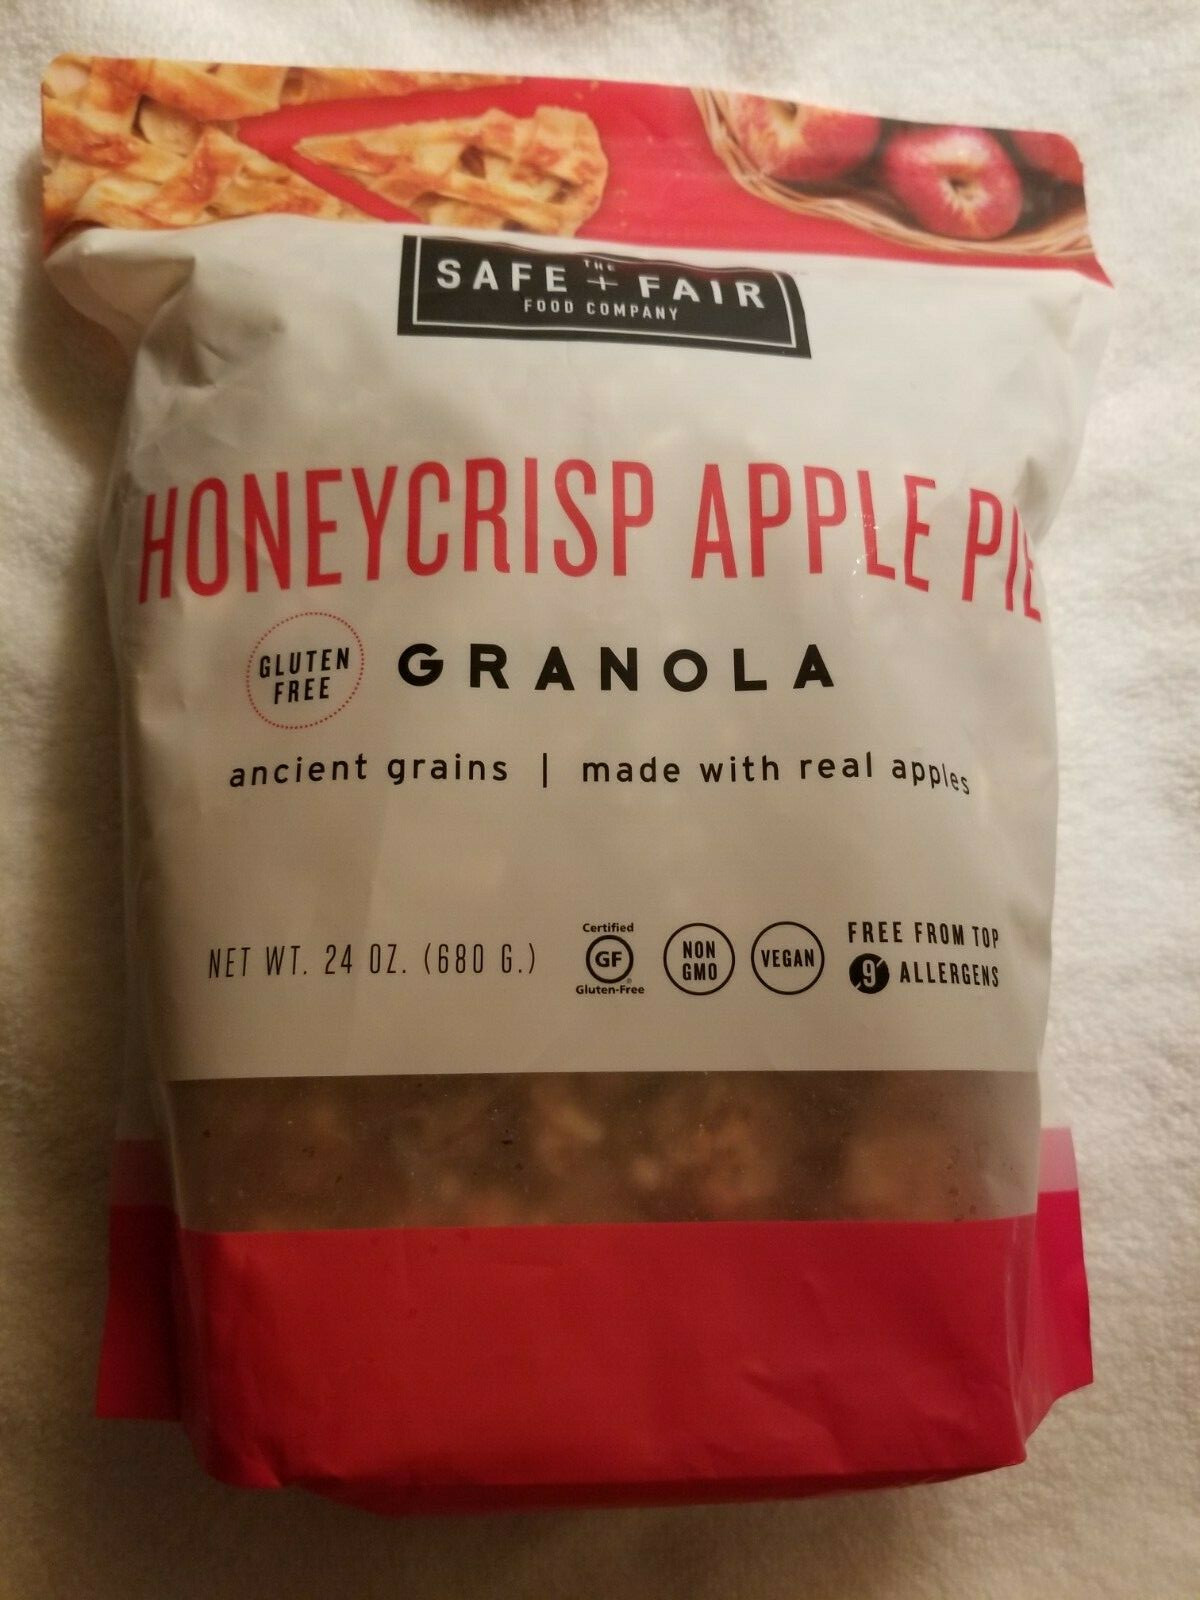 THE
SAFE + FAIR
FOOD COMPANY
HONEYCRISP APPLE PIE
GLUTEN
FREE
GRANOLA
ancient grains | made with real apples
NET WT. 24 OZ. (680 G.)
Certified
GF
Gluten-Free
NON
GMO
VEGAN
FREE FROM TOP
9 ALLERGENS